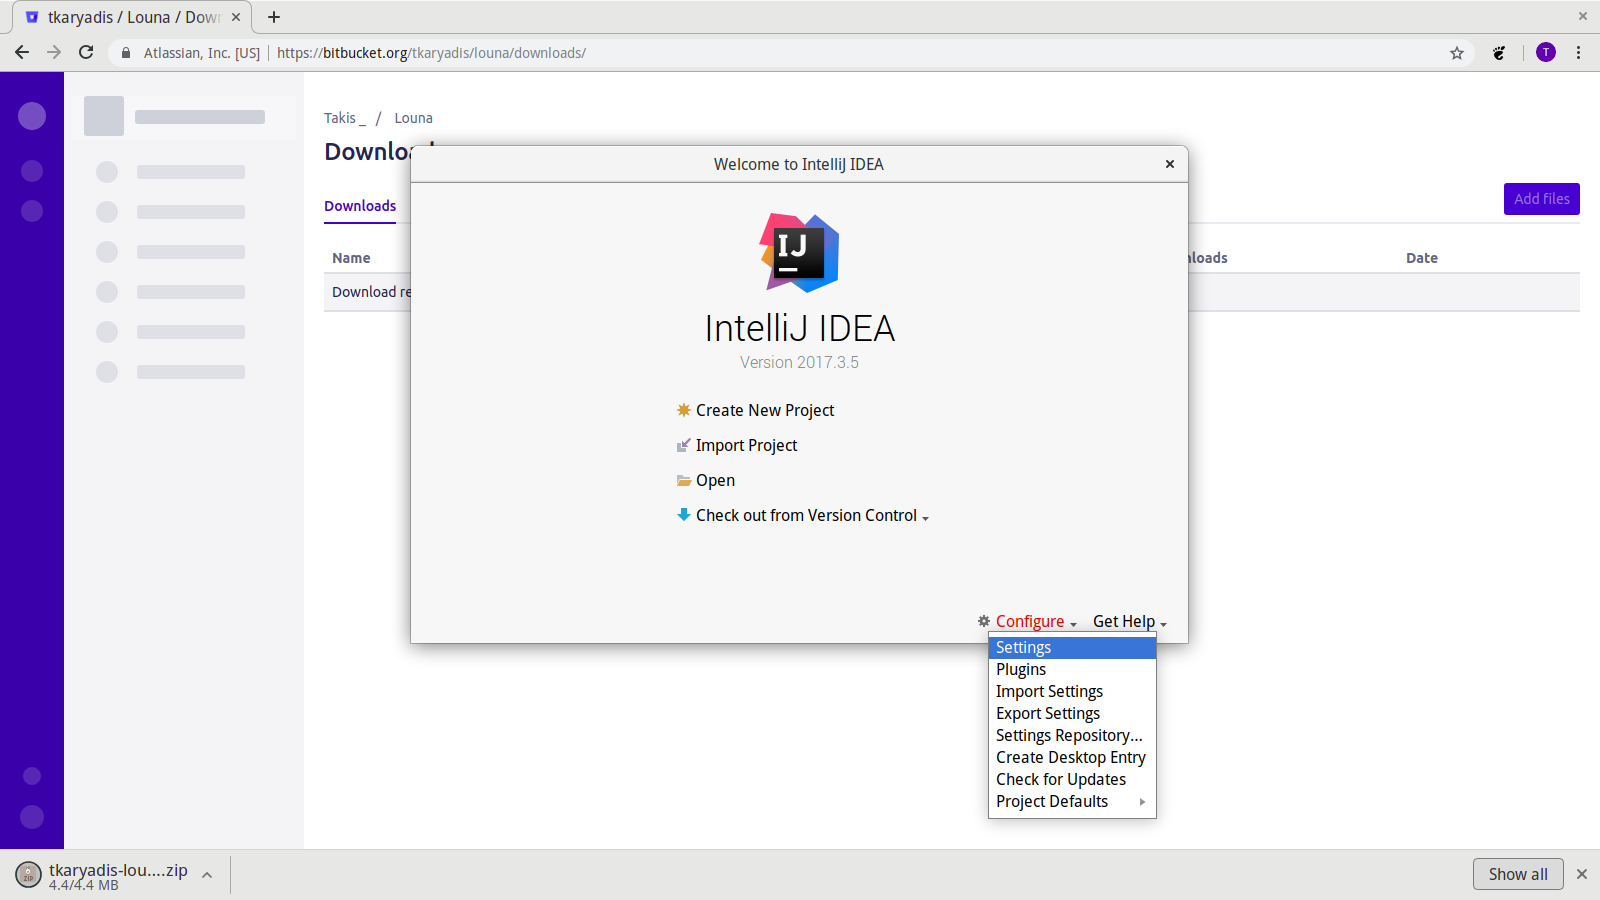 tkaryadis / Louna / Dow
Atlassian, Inc. [US]
https://bitbucket.org/tkaryadis/louna/downloads/
T
Takis _ / Louna
Downloa
Downloads
Add files
Name
loads
Date
Download re
Welcome to IntelliJ IDEA
IJ
IntelliJ IDEA
Version 2017.3.5
Create New Project
Import Project
Open
Check out from Version Control
Configure
Get Help
Settings
Plugins
Import Settings
Export Settings
Settings Repository...
Create Desktop Entry
Check for Updates
Project Defaults
tkaryadis-lou....zip
4.4/4.4 MB
ZIP
Show all